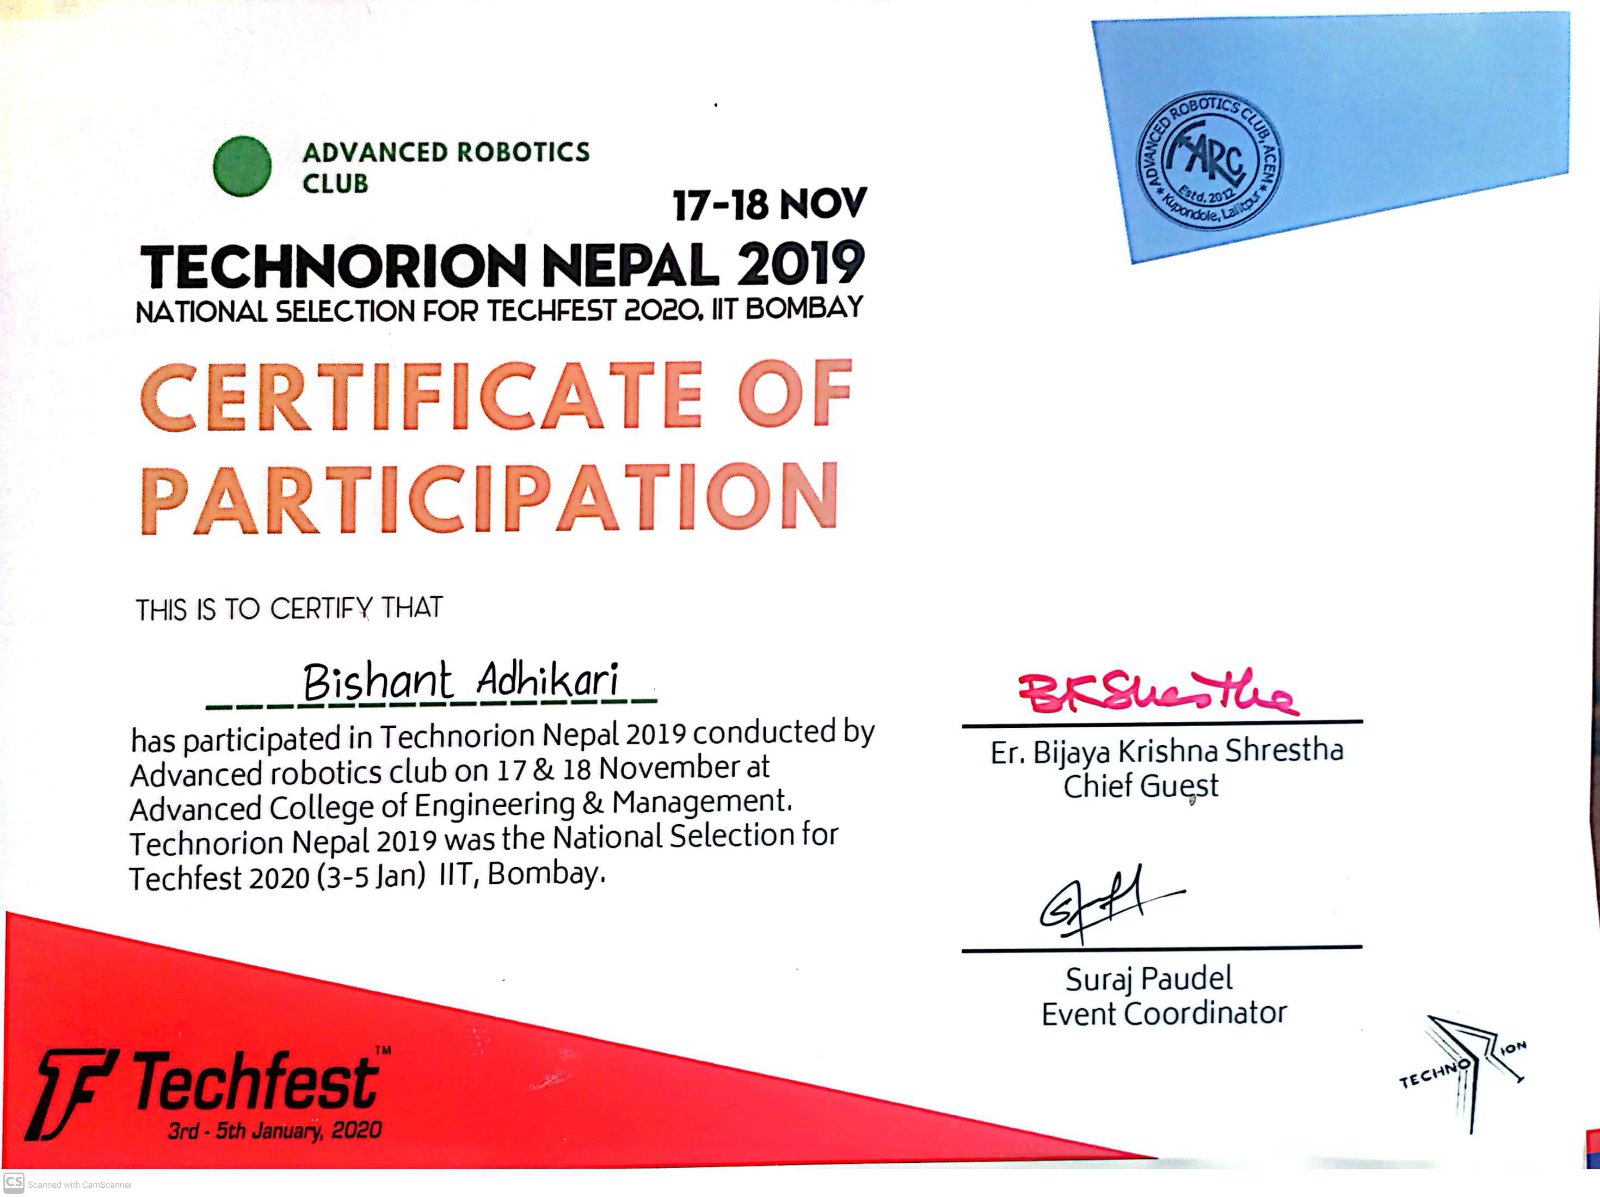 ADVANCED ROBOTICS
CLUB
17-18 NOV
TECHNORION NEPAL 2019
NATIONAL SELECTION FOR TECHFEST 2020, IIT BOMBAY
CERTIFICATE OF
PARTICIPATION
THIS IS TO CERTIFY THAT
Bishant Adhikari
has participated in Technorion Nepal 2019 conducted by
Advanced robotics club on 17 & 18 November at
Advanced College of Engineering & Management.
Technorion Nepal 2019 was the National Selection for
Techfest 2020 (3-5 Jan) IIT, Bombay.
ADVANCED ROBOTICS CLUB, ACEM
ARC
Estd. 2012
Kupondole, Lalitpur
BKShrestha
Er. Bijaya Krishna Shrestha
Chief Guest
Suraj Paudel
Event Coordinator
TF Techfest™
3rd - 5th January, 2020
TECHNORION
CS Scanned with CamScanner